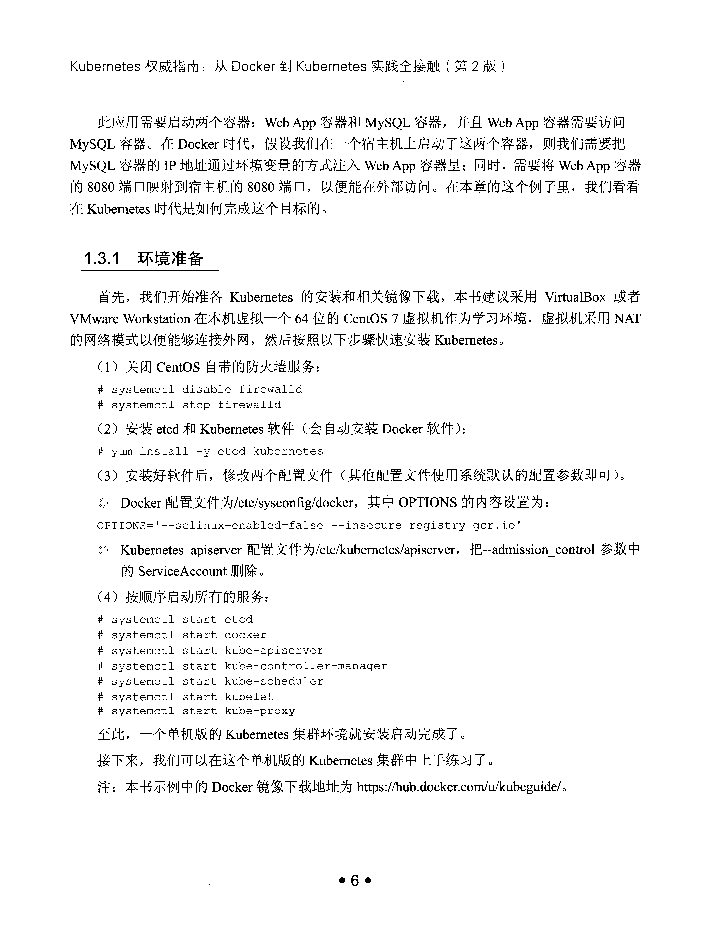 Kubernetes 权威指南：从 Docker 到 Kubernetes 实践全接触（第 2 版）
此应用需要启动两个容器：Web App 容器和 MySQL 容器，并且 Web App 容器需要访问
MySQL 容器。在 Docker 时代，假设我们在一个宿主机上启动了这两个容器，则我们需要把
MySQL 容器的 IP 地址通过环境变量的方式注入 Web App 容器里；同时，需要将 Web App 容器
的 8080 端口映射到宿主机的 8080 端口，以便能在外部访问。在本章的这个例子里，我们看看
在 Kubernetes 时代是如何完成这个目标的。
1.3.1 环境准备
首先，我们开始准备 Kubernetes 的安装和相关镜像下载，本书建议采用 VirtualBox 或者
VMware Workstation 在本机虚拟一个 64 位的 CentOS 7 虚拟机作为学习环境，虚拟机采用 NAT
的网络模式以便能够连接外网，然后按照以下步骤快速安装 Kubernetes。
（1）关闭 CentOS 自带的防火墙服务：
# systemctl disable firewalld
# systemctl stop firewalld
（2）安装 etcd 和 Kubernetes 软件（会自动安装 Docker 软件）：
# yum install -y etcd kubernetes
（3）安装好软件后，修改两个配置文件（其他配置文件使用系统默认的配置参数即可）。
Docker 配置文件为/etc/sysconfig/docker，其中 OPTIONS 的内容设置为：
OPTIONS='--selinux-enabled=false --insecure-registry gcr.io'
Kubernetes apiserver 配置文件为/etc/kubernetes/apiserver，把--admission_control 参数中
的 ServiceAccount 删除。
（4）按顺序启动所有的服务：
# systemctl start etcd
# systemctl start docker
# systemctl start kube-apiserver
# systemctl start kube-controller-manager
# systemctl start kube-scheduler
# systemctl start kubelet
# systemctl start kube-proxy
至此，一个单机版的 Kubernetes 集群环境就安装启动完成了。
接下来，我们可以在这个单机版的 Kubernetes 集群中上手练习了。
注：本书示例中的 Docker 镜像下载地址为 https://hub.docker.com/u/kubeguide/。
• 6 •